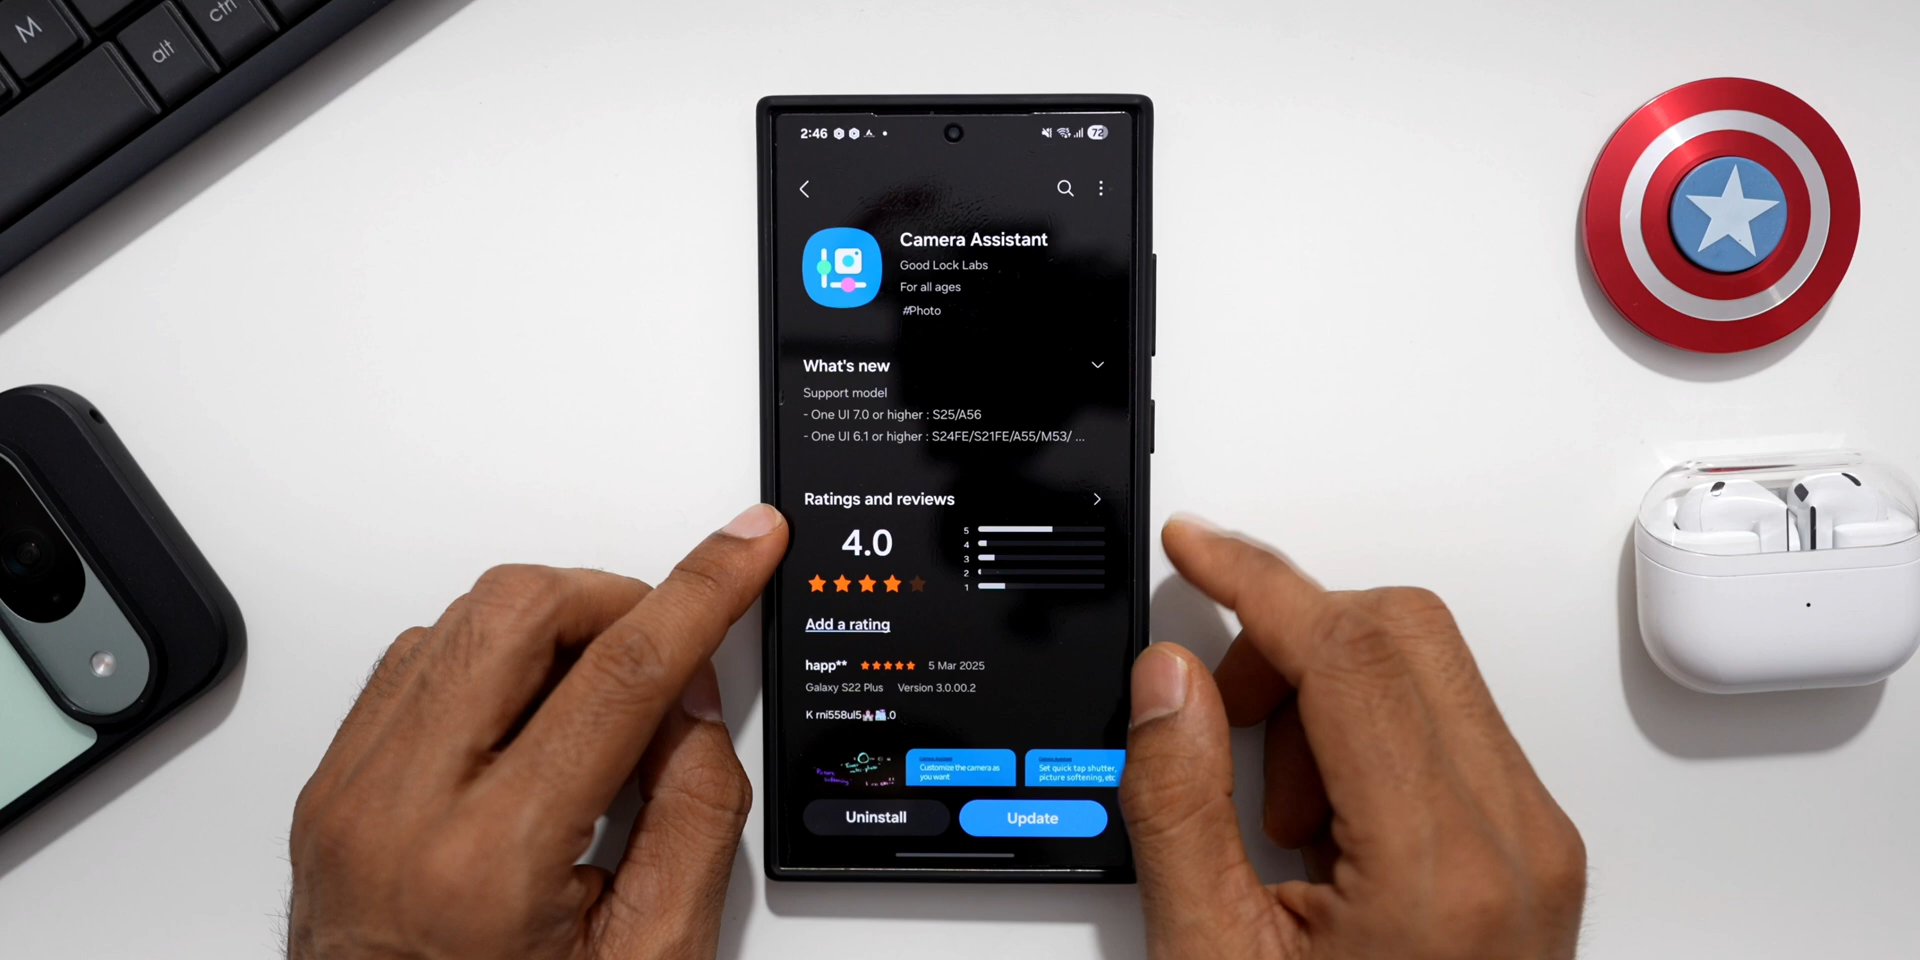 M
alt
ctrl
2:46
72
Camera Assistant
Good Lock Labs
For all ages
#Photo
What's new
Support model
- One UI 7.0 or higher : S25/A56
- One UI 6.1 or higher : S24FE/S21FE/A55/M53/ ...
Ratings and reviews
4.0
5
4
3
2
1
Add a rating
happ** ★★★★★ 5 Mar 2025
Galaxy S22 Plus Version 3.0.00.2
K rni558ul5 .0
Customize the camera as
you want
Set quick tap shutter,
picture softening, etc
Uninstall
Update